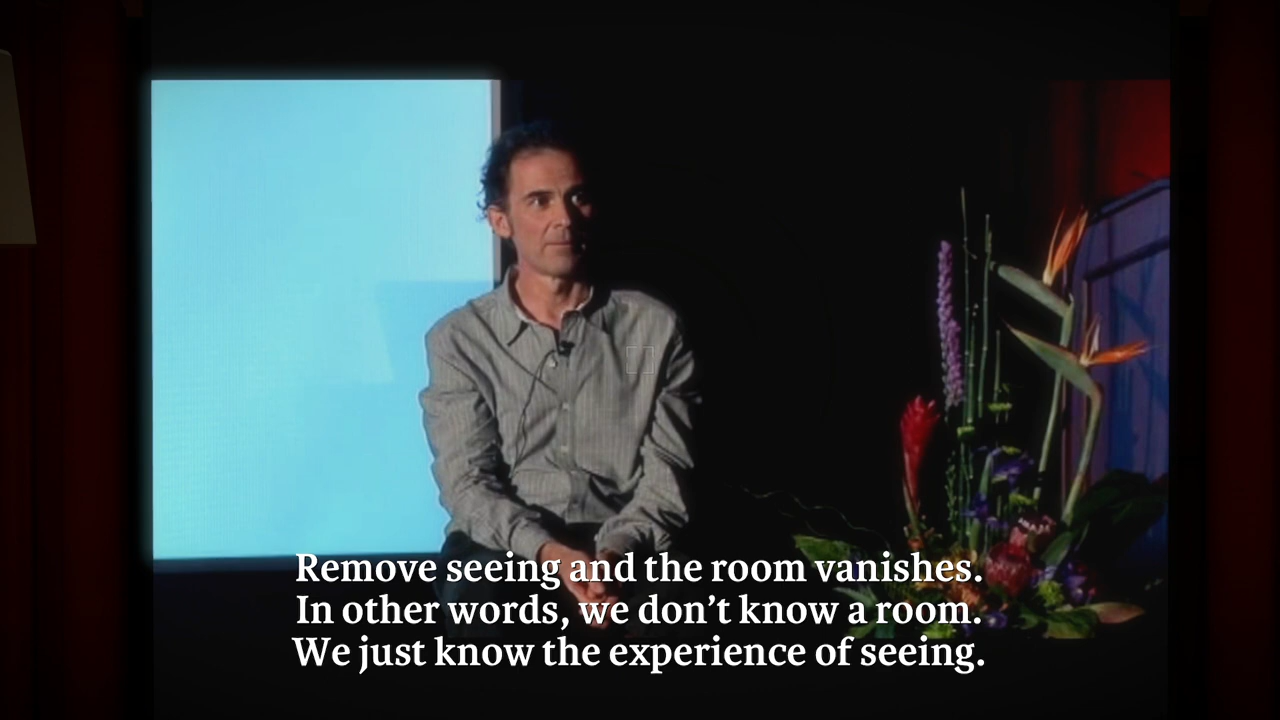 Remove seeing and the room vanishes.
In other words, we don’t know a room.
We just know the experience of seeing.